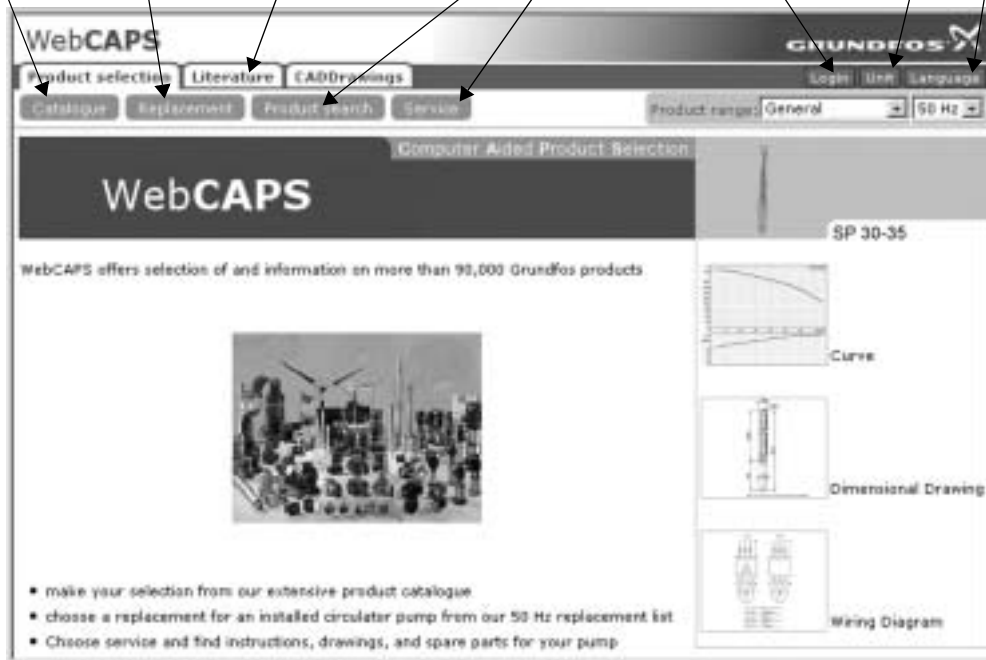 WebCAPS
GRUNDFOS
Product selection Literature CADDrawings
Login Unit Language
Catalogue Replacement Product search Service
Product range: General 50 Hz
Computer Aided Product Selection
WebCAPS
SP 30-35
WebCAPS offers selection of and information on more than 90,000 Grundfos products
Curve
Dimensional Drawing
Wiring Diagram
• make your selection from our extensive product catalogue
• choose a replacement for an installed circulator pump from our 50 Hz replacement list
• Choose service and find instructions, drawings, and spare parts for your pump